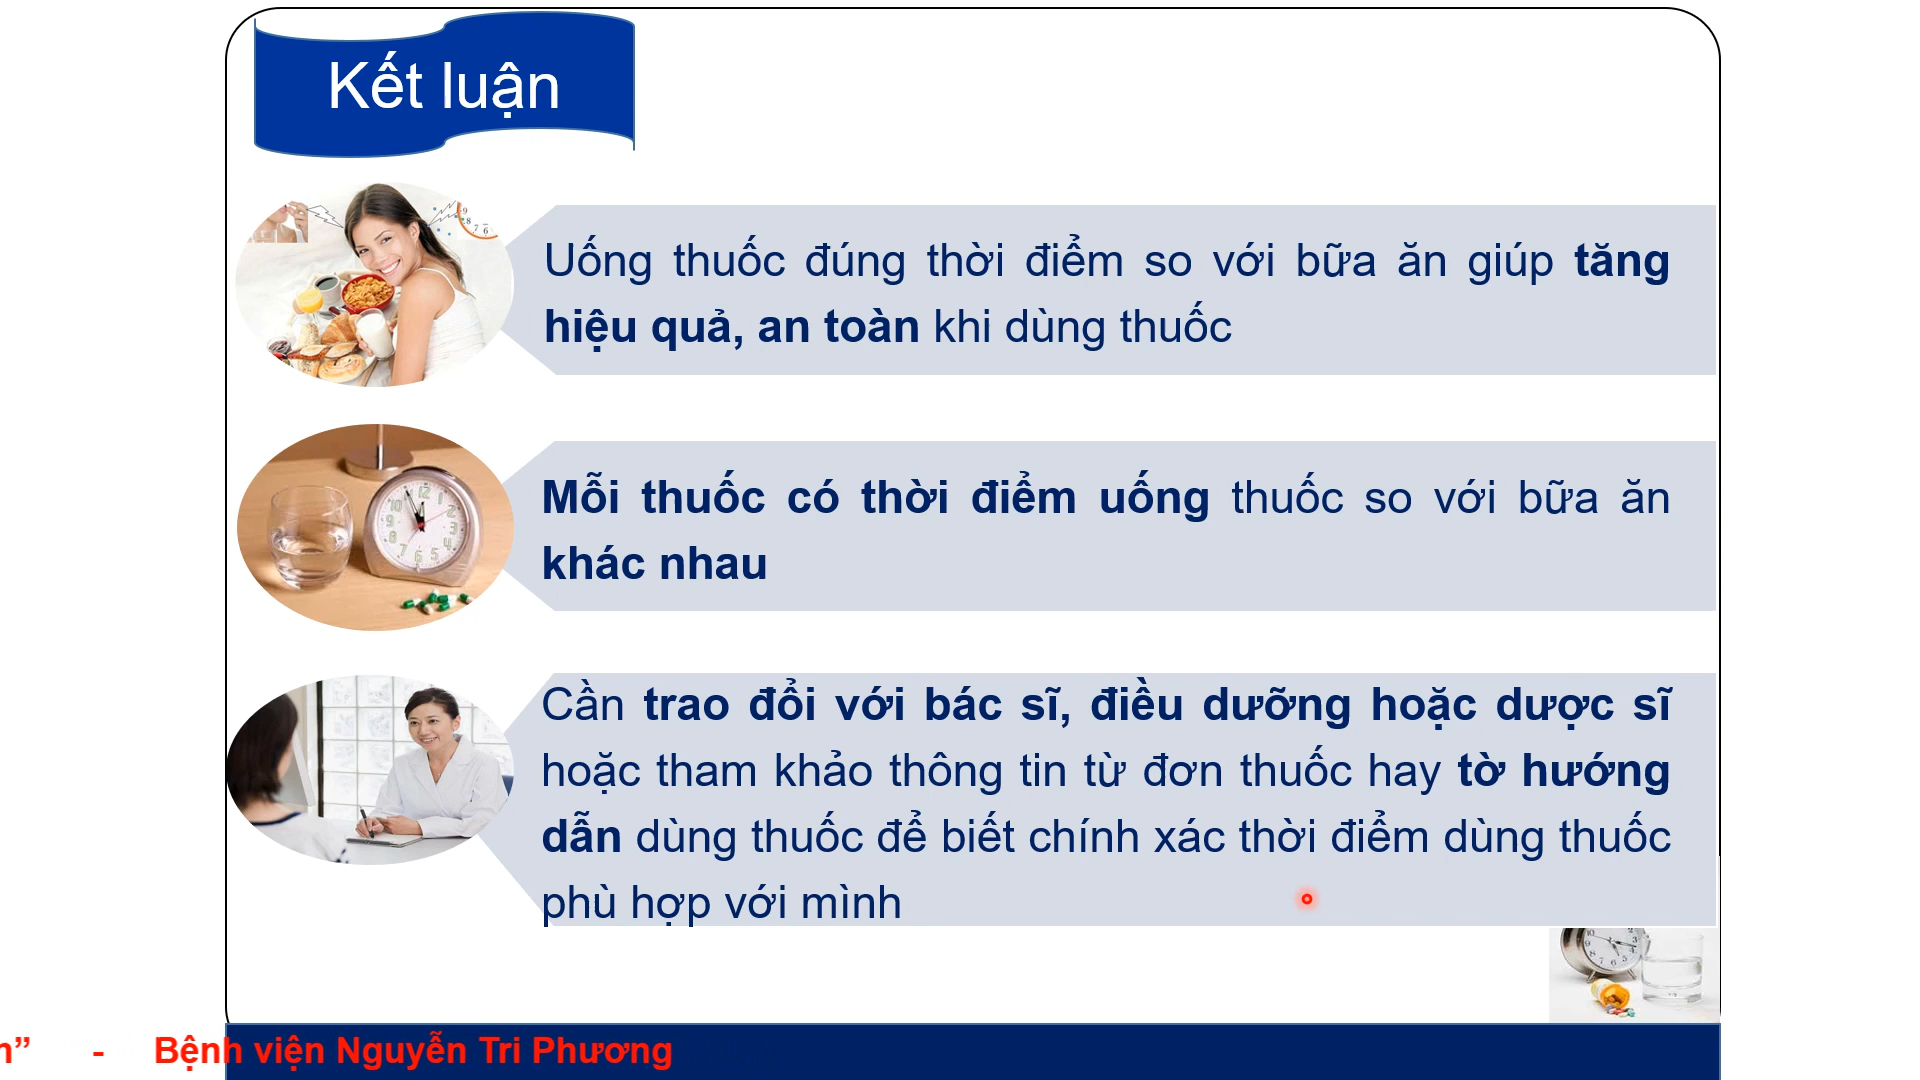 Kết luận
Uống thuốc đúng thời điểm so với bữa ăn giúp tăng
hiệu quả, an toàn khi dùng thuốc
Mỗi thuốc có thời điểm uống thuốc so với bữa ăn
khác nhau
Cần trao đổi với bác sĩ, điều dưỡng hoặc dược sĩ
hoặc tham khảo thông tin từ đơn thuốc hay tờ hướng
dẫn dùng thuốc để biết chính xác thời điểm dùng thuốc
phù hợp với mình
” - Bệnh viện Nguyễn Tri Phương